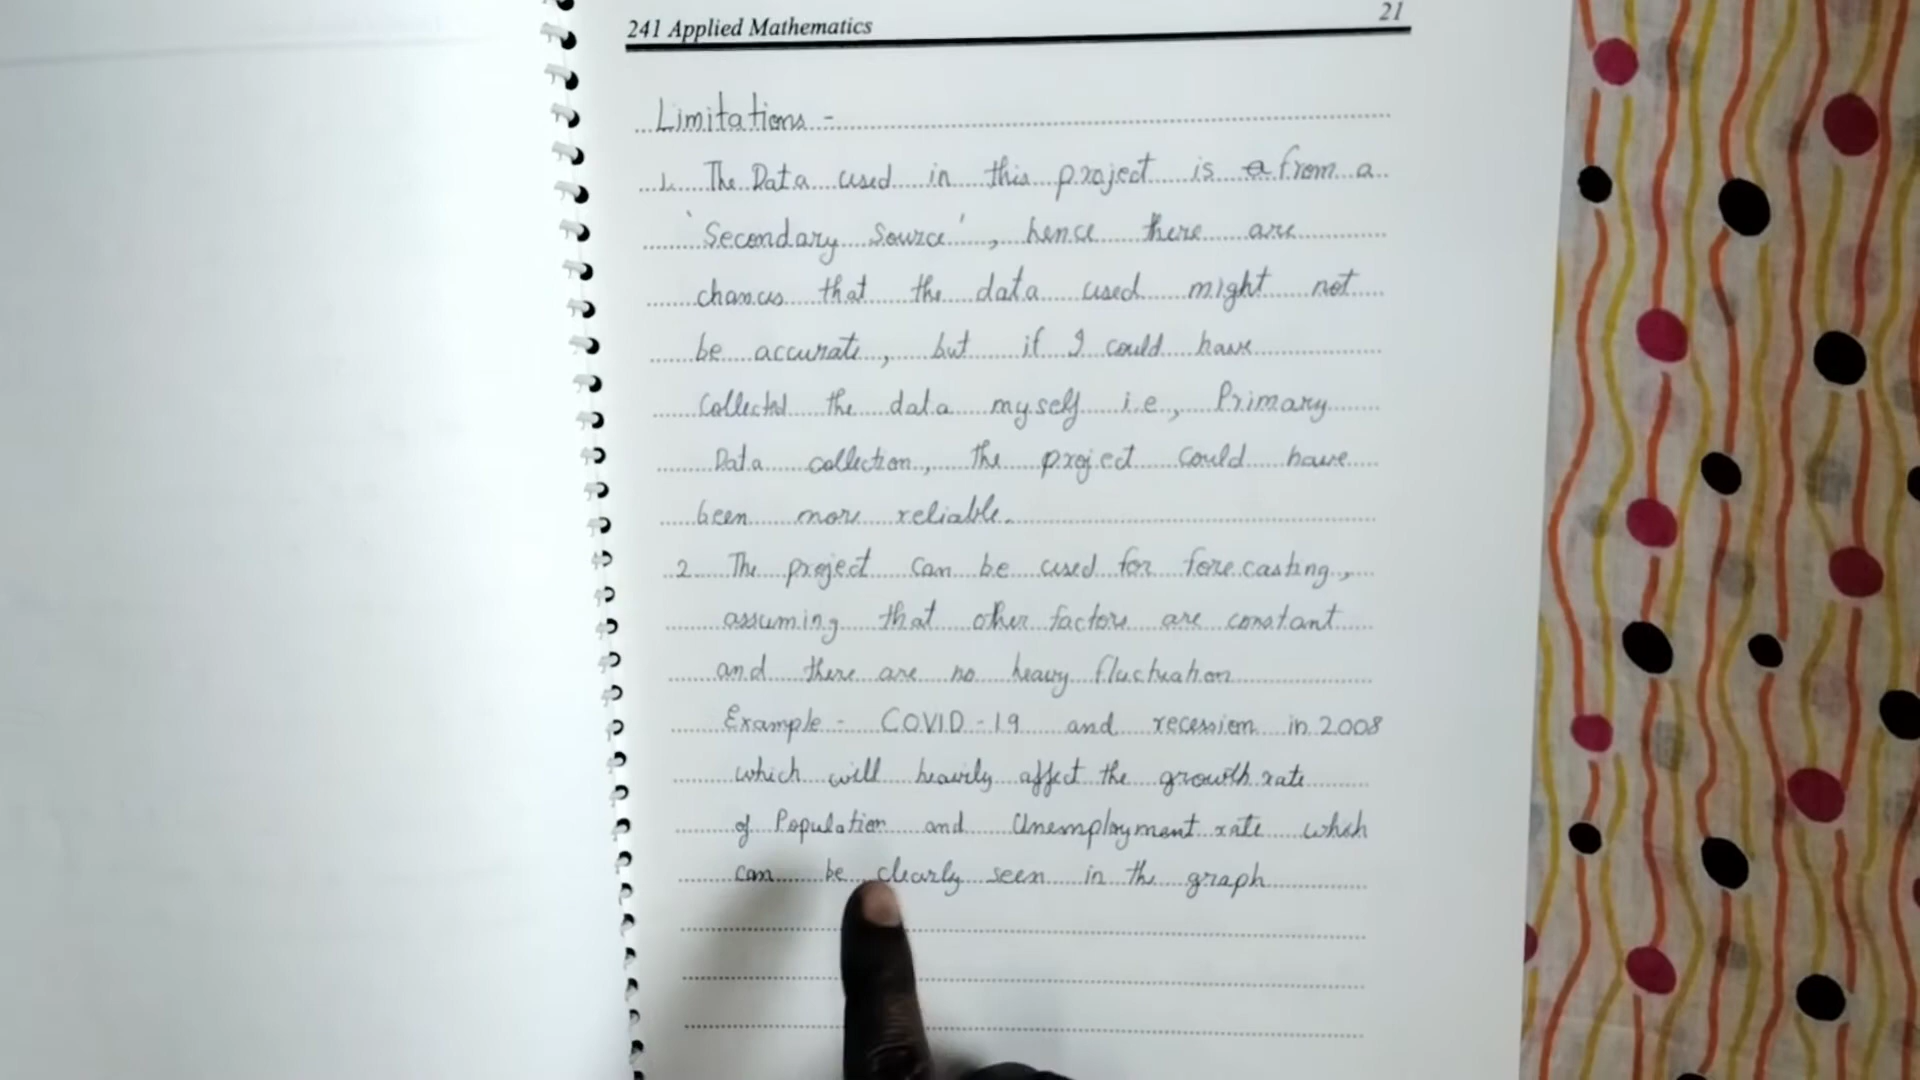 241 Applied Mathematics 21
Limitations -
1. The Data used in this project is a from a
'Secondary Source', hence there are
chances that the data used might not
be accurate, but if I could have
Collected the data myself i.e, Primary
Data collection, the project could have
been more reliable.
2. The project can be used for forecasting,
assuming that other factors are constant
and there are no heavy fluctuation
Example - COVID-19 and recession in 2008
which will heavily affect the growth rate
of Population and Unemployment rate which
can be clearly seen in the graph